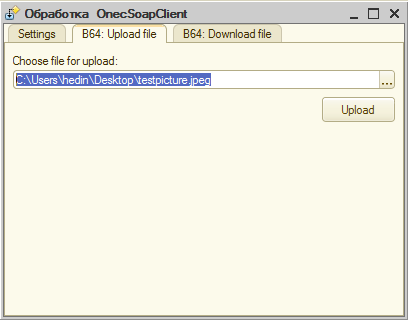 Обработка OnecSoapClient
Settings B64: Upload file B64: Download file
Choose file for upload:
C:\Users\hedin\Desktop\testpicture.jpeg ...
Upload